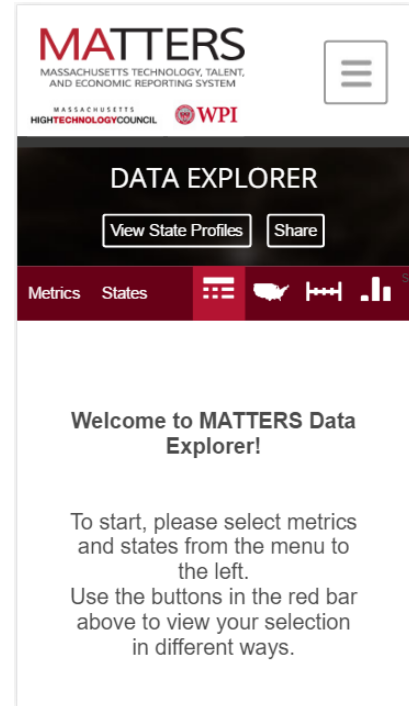 MATTERS
MASSACHUSETTS TECHNOLOGY, TALENT,
AND ECONOMIC REPORTING SYSTEM
MASSACHUSETTS
HIGHTECHNOLOGYCOUNCIL
WPI
DATA EXPLORER
View State Profiles Share
Metrics States
Welcome to MATTERS Data
Explorer!
To start, please select metrics
and states from the menu to
the left.
Use the buttons in the red bar
above to view your selection
in different ways.